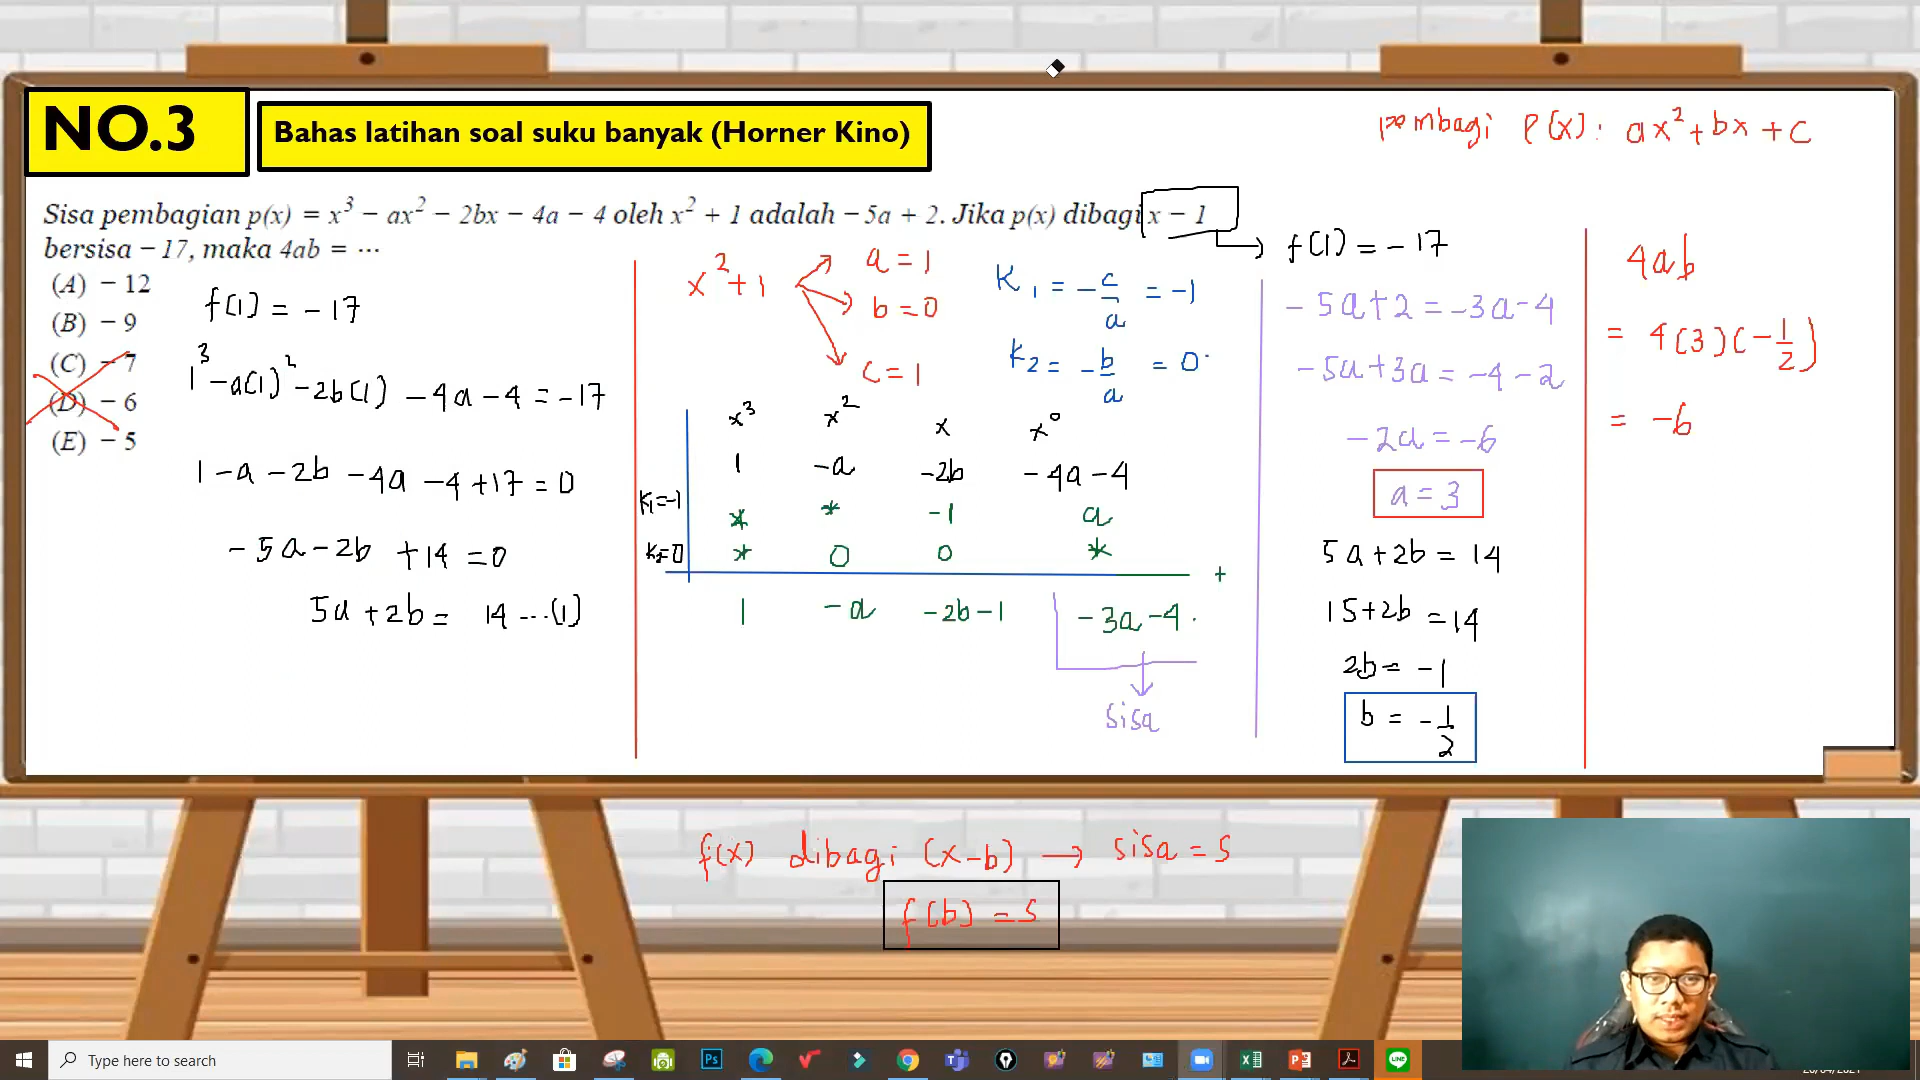 NO.3
Bahas latihan soal suku banyak (Horner Kino)
pembagi P(x): ax² + bx + c
Sisa pembagian p(x) = x³ − ax² − 2bx − 4a − 4 oleh x² + 1 adalah −5a + 2. Jika p(x) dibagi x − 1
bersisa −17, maka 4ab = ⋯
(A) −12
(B) −9
(C) −7
(D) −6
(E) −5
f(1) = −17
1³ − a(1)² − 2b(1) − 4a − 4 = −17
1 − a − 2b − 4a − 4 + 17 = 0
−5a − 2b + 14 = 0
5a + 2b = 14 ...(1)
x² + 1
a = 1
b = 0
c = 1
K₁ = −c/a = −1
K₂ = −b/a = 0
x³ x² x x⁰
1 −a −2b −4a−4
K₁=−1 * * −1 a
K₂=0 * 0 0 *
+
1 −a −2b−1 −3a−4
sisa
f(1) = −17
−5a + 2 = −3a − 4
−5a + 3a = −4 − 2
−2a = −6
a = 3
5a + 2b = 14
15 + 2b = 14
2b = −1
b = −1/2
4ab
= 4(3)(−1/2)
= −6
f(x) dibagi (x−b) → sisa = s
f(b) = s
Type here to search